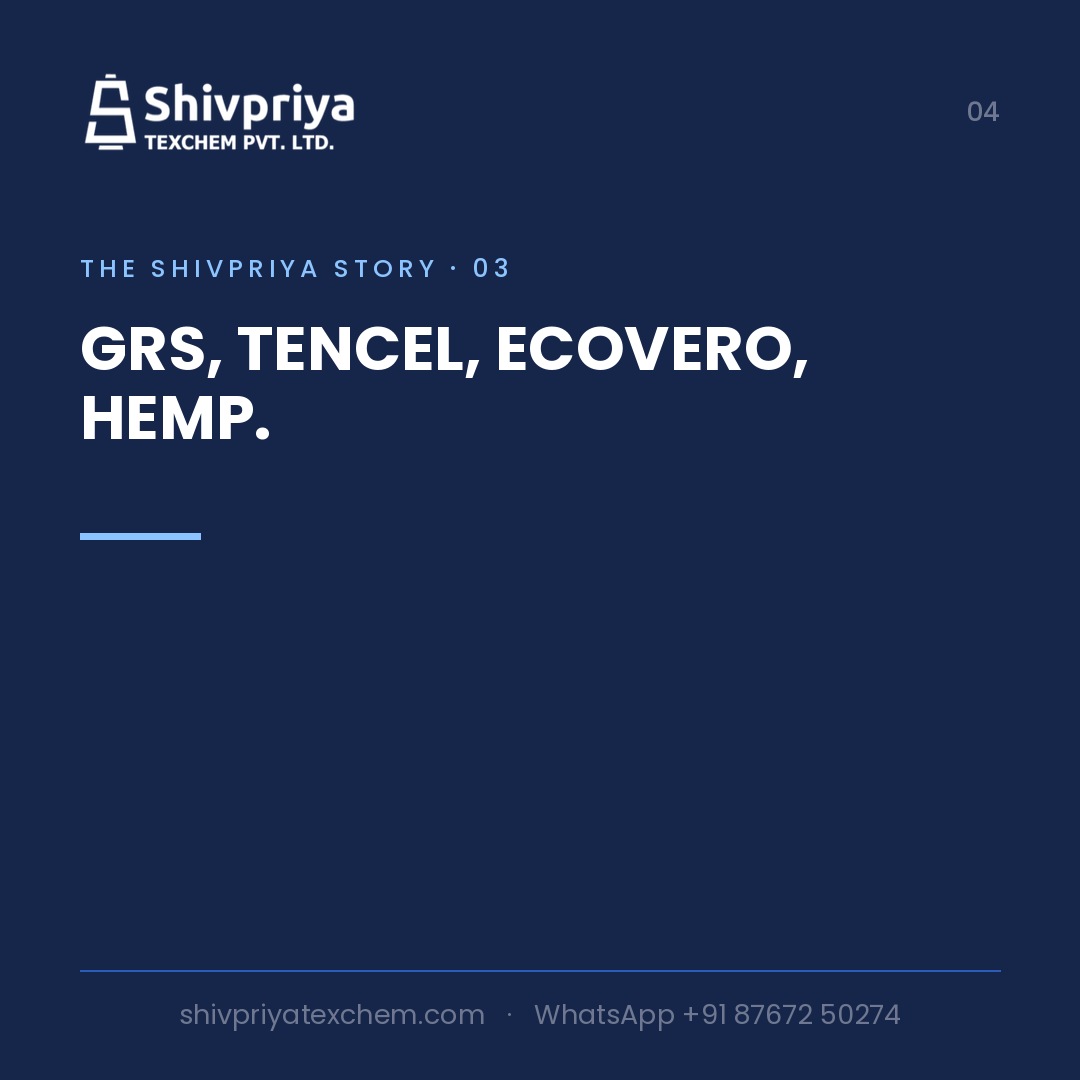 Shivpriya
TEXCHEM PVT. LTD.
04
THE SHIVPRIYA STORY · 03
GRS, TENCEL, ECOVERO,
HEMP.
shivpriyatexchem.com · WhatsApp +91 87672 50274